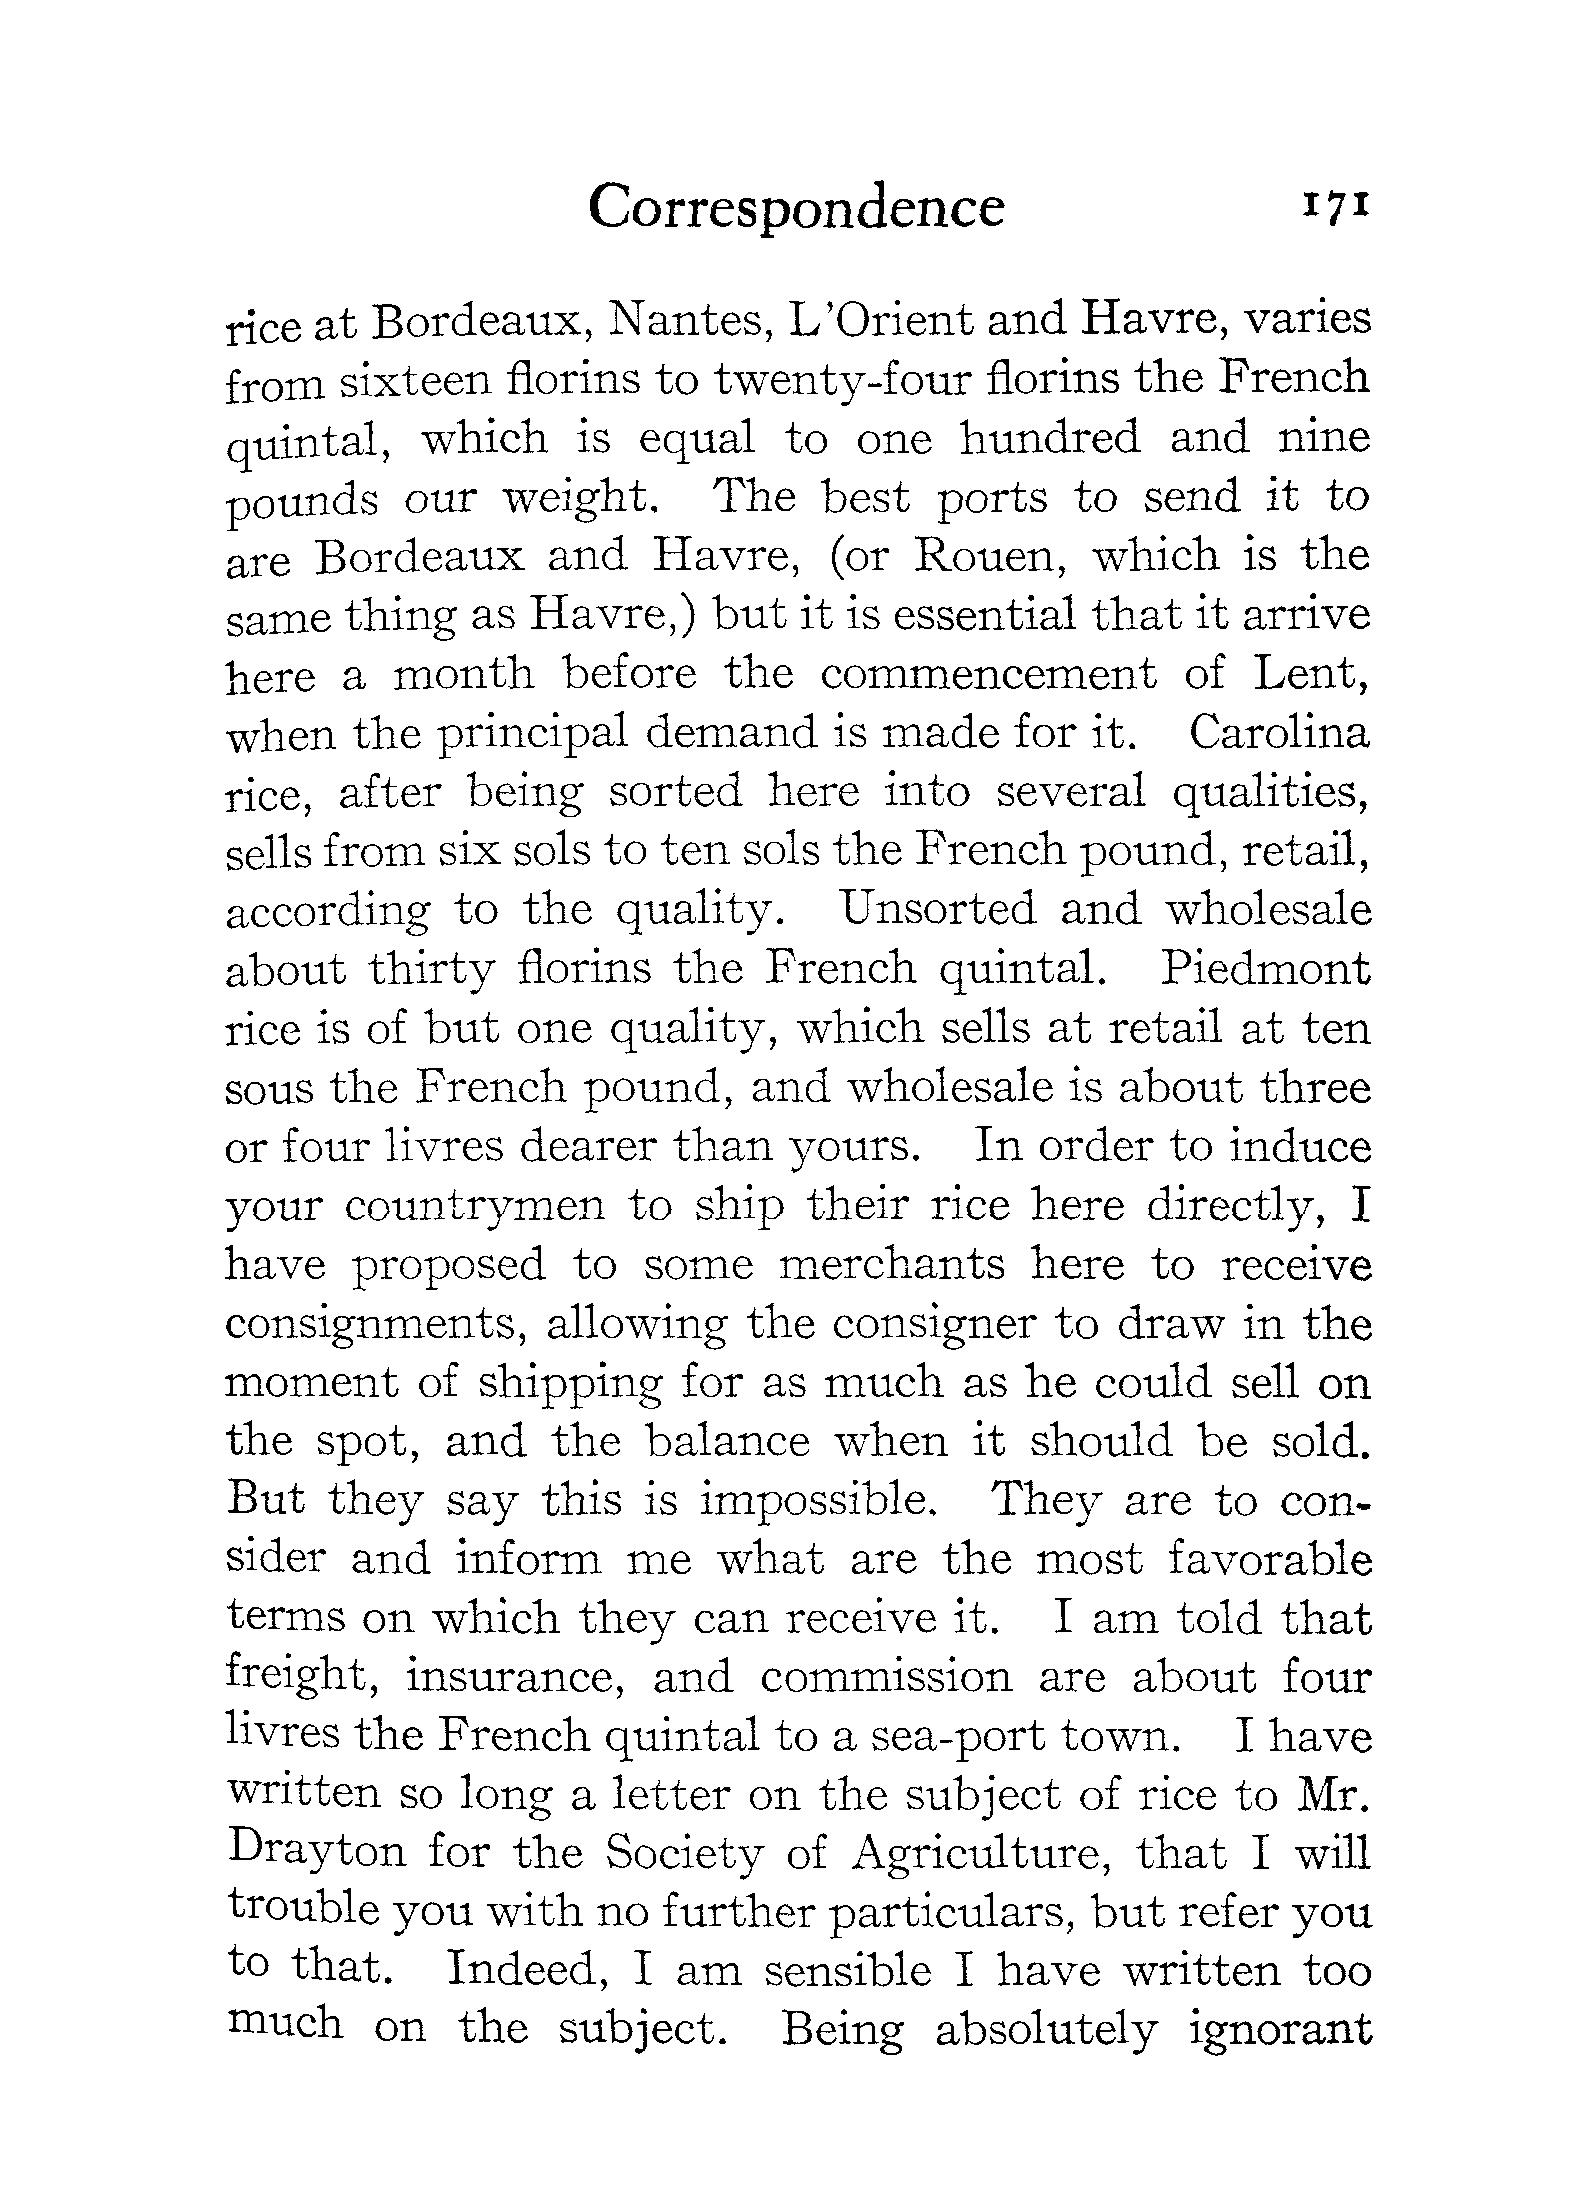 Correspondence 171
rice at Bordeaux, Nantes, L'Orient and Havre, varies
from sixteen florins to twenty-four florins the French
quintal, which is equal to one hundred and nine
pounds our weight. The best ports to send it to
are Bordeaux and Havre, (or Rouen, which is the
same thing as Havre,) but it is essential that it arrive
here a month before the commencement of Lent,
when the principal demand is made for it. Carolina
rice, after being sorted here into several qualities,
sells from six sols to ten sols the French pound, retail,
according to the quality. Unsorted and wholesale
about thirty florins the French quintal. Piedmont
rice is of but one quality, which sells at retail at ten
sous the French pound, and wholesale is about three
or four livres dearer than yours. In order to induce
your countrymen to ship their rice here directly, I
have proposed to some merchants here to receive
consignments, allowing the consigner to draw in the
moment of shipping for as much as he could sell on
the spot, and the balance when it should be sold.
But they say this is impossible. They are to con-
sider and inform me what are the most favorable
terms on which they can receive it. I am told that
freight, insurance, and commission are about four
livres the French quintal to a sea-port town. I have
written so long a letter on the subject of rice to Mr.
Drayton for the Society of Agriculture, that I will
trouble you with no further particulars, but refer you
to that. Indeed, I am sensible I have written too
much on the subject. Being absolutely ignorant